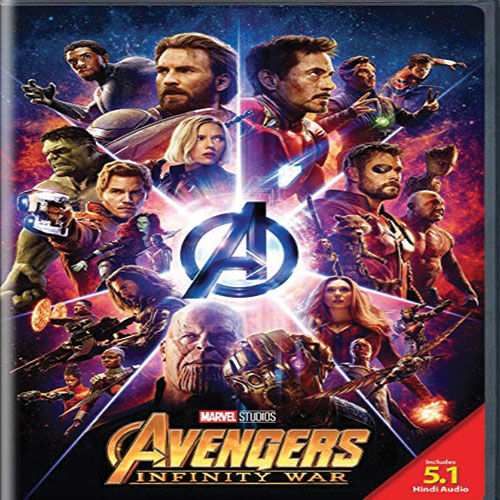 MARVEL STUDIOS
AVENGERS
INFINITY WAR
Includes
5.1
Hindi Audio